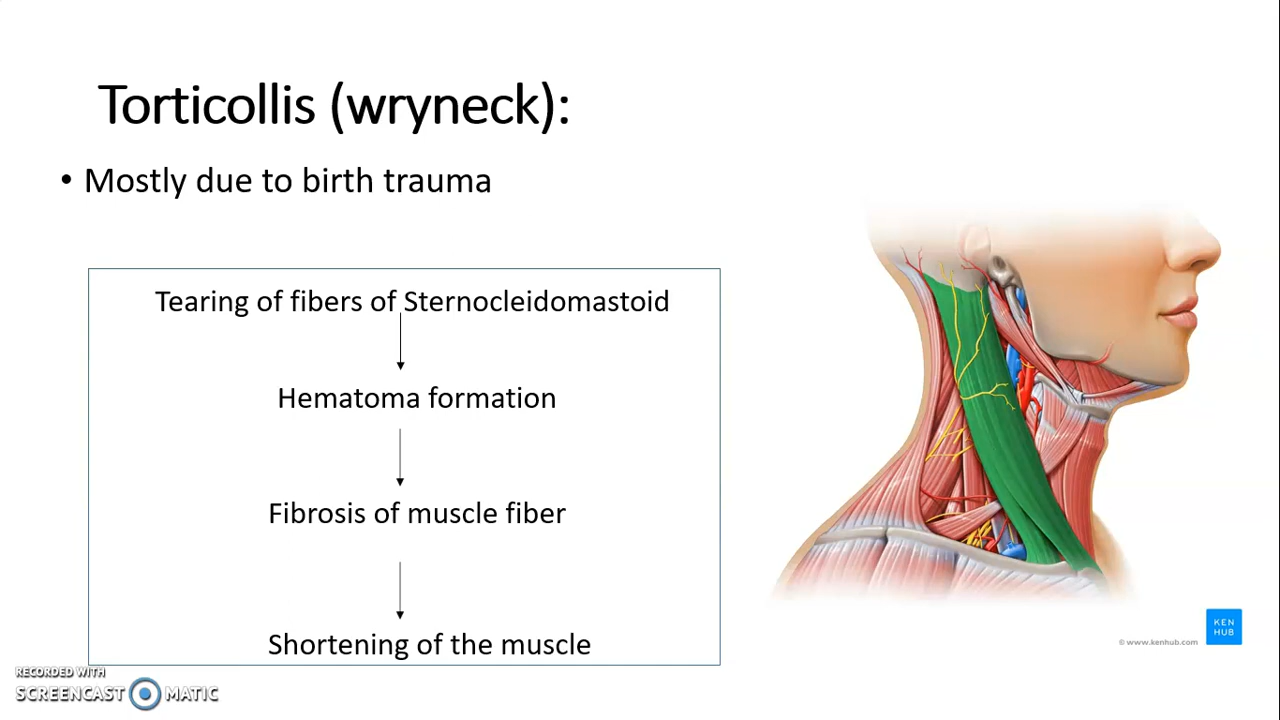 Torticollis (wryneck):
• Mostly due to birth trauma
Tearing of fibers of Sternocleidomastoid
Hematoma formation
Fibrosis of muscle fiber
Shortening of the muscle
KEN
HUB
© www.kenhub.com
RECORDED WITH
SCREENCAST MATIC